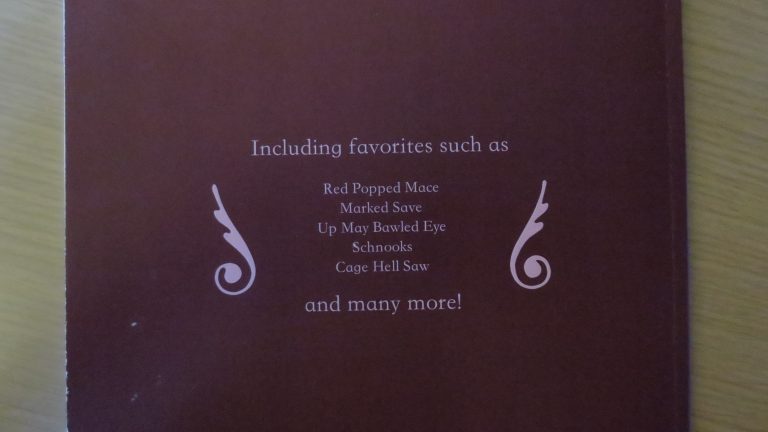 Including favorites such as
Red Popped Mace
Marked Save
Up May Bawled Eye
Schnooks
Cage Hell Saw
and many more!